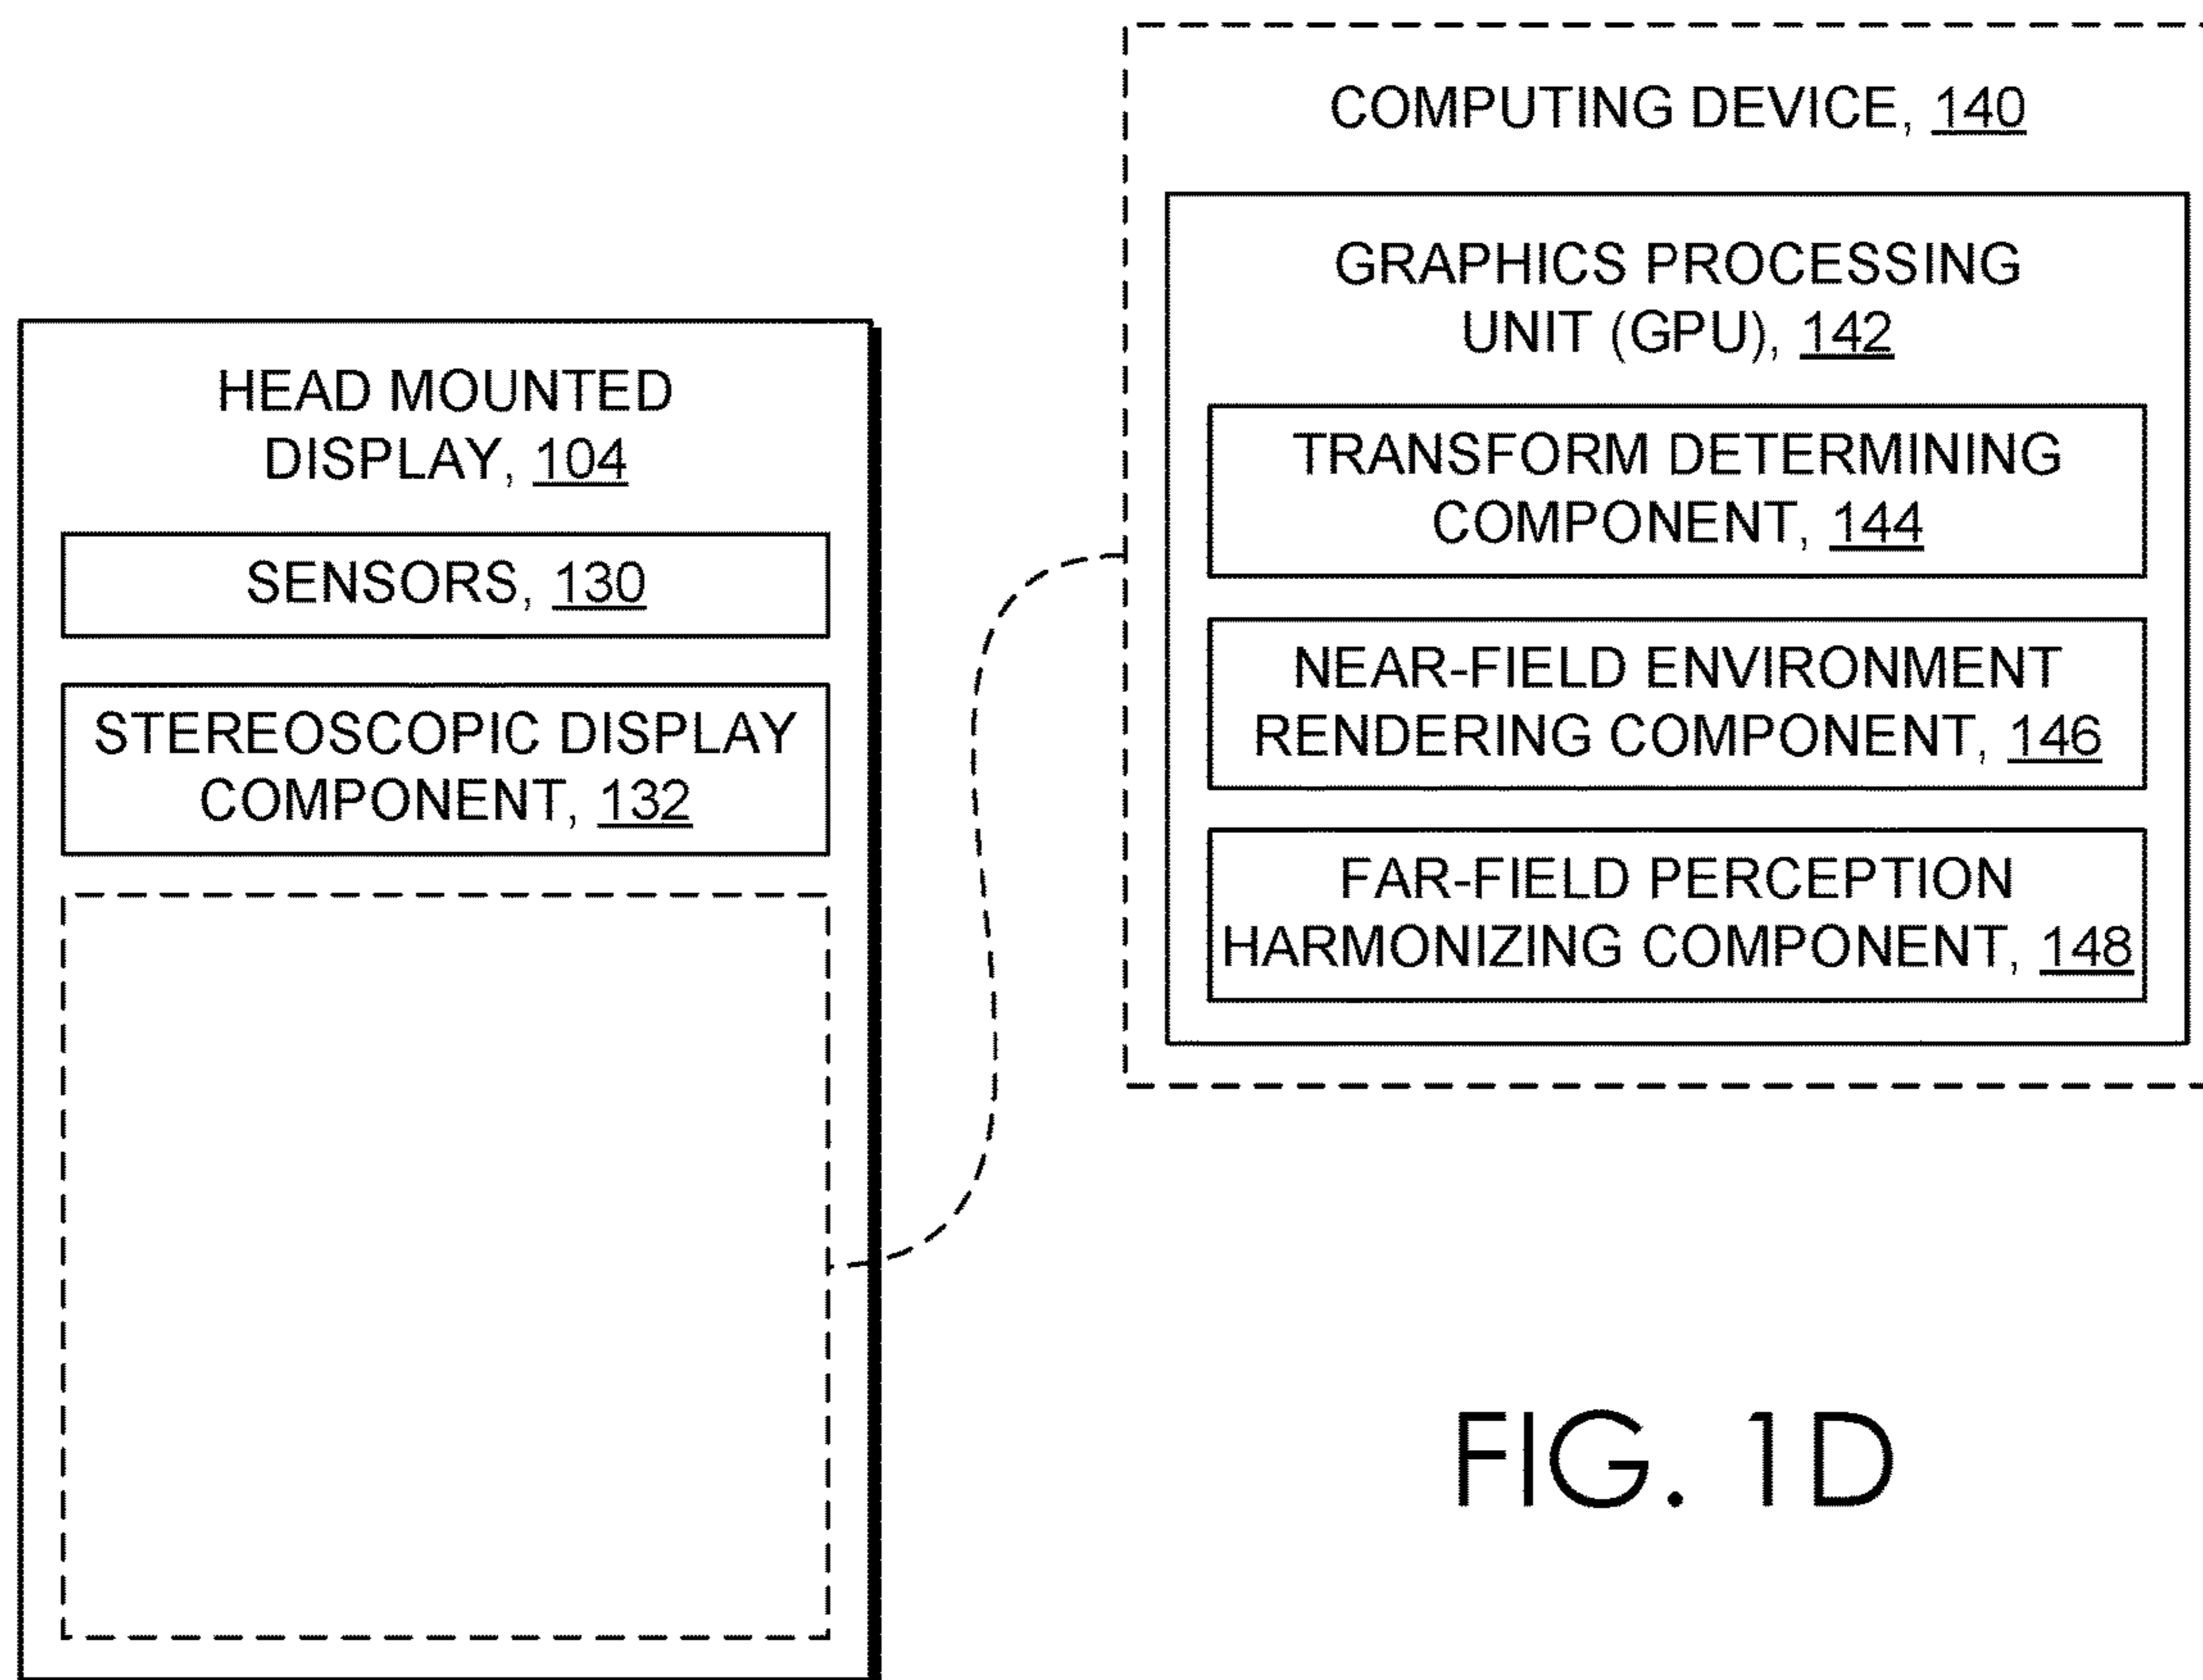 HEAD MOUNTED
DISPLAY, 104
SENSORS, 130
STEREOSCOPIC DISPLAY
COMPONENT, 132
COMPUTING DEVICE, 140
GRAPHICS PROCESSING
UNIT (GPU), 142
TRANSFORM DETERMINING
COMPONENT, 144
NEAR-FIELD ENVIRONMENT
RENDERING COMPONENT, 146
FAR-FIELD PERCEPTION
HARMONIZING COMPONENT, 148
FIG. 1D